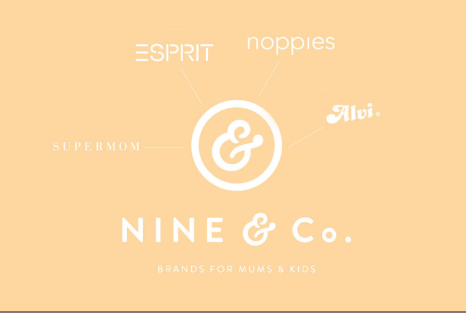 ESPRIT
noppies
Alvi®
SUPERMOM
&
NINE & Co.
BRANDS FOR MUMS & KIDS